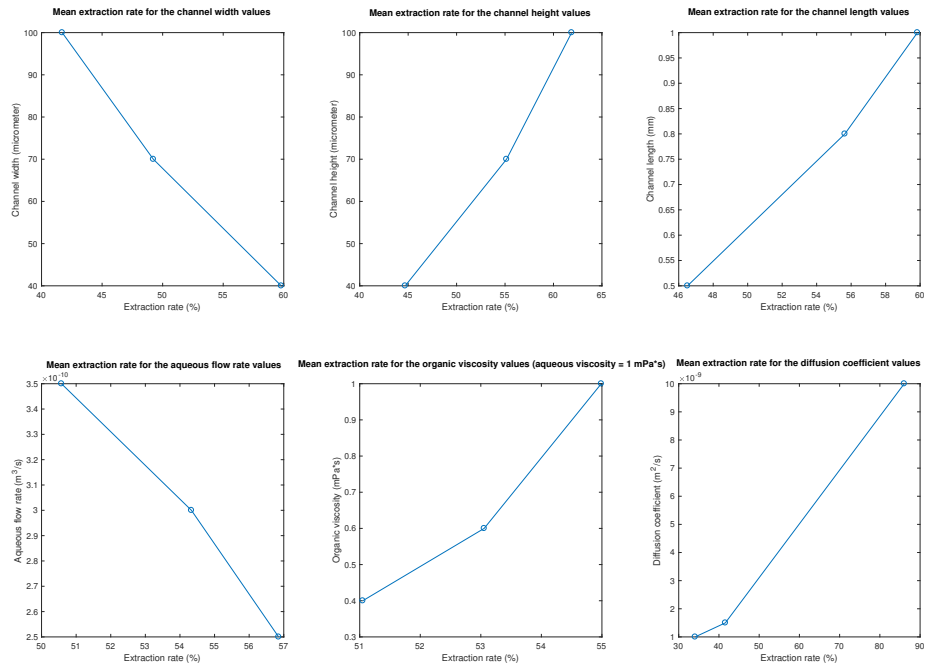 Mean extraction rate for the channel width values
100
90
80
70
60
50
40
40 45 50 55 60
Channel width (micrometer)
Extraction rate (%)
Mean extraction rate for the channel height values
100
90
80
70
60
50
40
40 45 50 55 60 65
Channel height (micrometer)
Extraction rate (%)
Mean extraction rate for the channel length values
1
0.95
0.9
0.85
0.8
0.75
0.7
0.65
0.6
0.55
0.5
46 48 50 52 54 56 58 60
Channel length (mm)
Extraction rate (%)
Mean extraction rate for the aqueous flow rate values
×10⁻¹⁰
3.5
3.4
3.3
3.2
3.1
3
2.9
2.8
2.7
2.6
2.5
50 51 52 53 54 55 56 57
Aqueous flow rate (m³/s)
Extraction rate (%)
Mean extraction rate for the organic viscosity values (aqueous viscosity = 1 mPa*s)
1
0.9
0.8
0.7
0.6
0.5
0.4
0.3
51 52 53 54 55
Organic viscosity (mPa*s)
Extraction rate (%)
Mean extraction rate for the diffusion coefficient values
×10⁻⁹
10
9
8
7
6
5
4
3
2
1
30 40 50 60 70 80 90
Diffusion coefficient (m²/s)
Extraction rate (%)